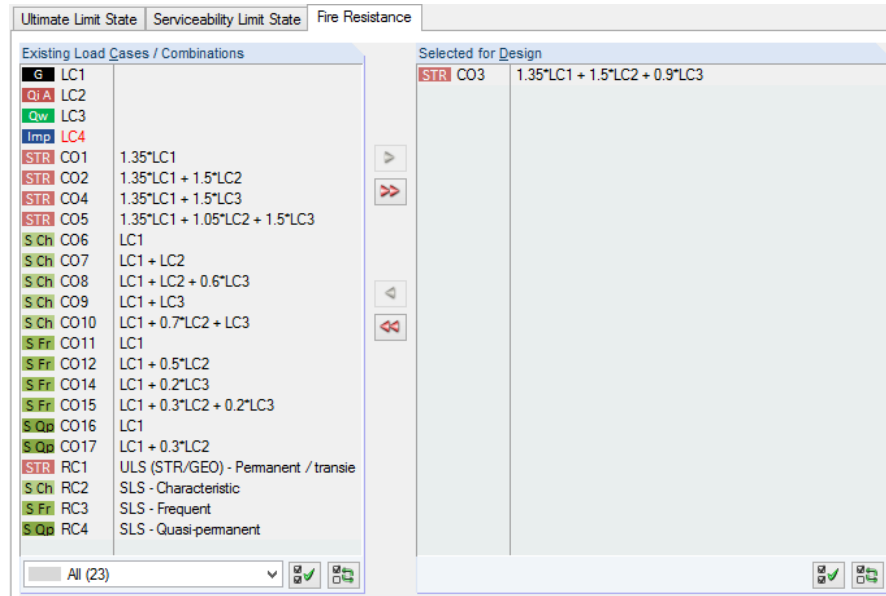 Ultimate Limit State Serviceability Limit State Fire Resistance
Existing Load Cases / Combinations
G LC1
Qi A LC2
Qw LC3
Imp LC4
STR CO1 1.35*LC1
STR CO2 1.35*LC1 + 1.5*LC2
STR CO4 1.35*LC1 + 1.5*LC3
STR CO5 1.35*LC1 + 1.05*LC2 + 1.5*LC3
S Ch CO6 LC1
S Ch CO7 LC1 + LC2
S Ch CO8 LC1 + LC2 + 0.6*LC3
S Ch CO9 LC1 + LC3
S Ch CO10 LC1 + 0.7*LC2 + LC3
S Fr CO11 LC1
S Fr CO12 LC1 + 0.5*LC2
S Fr CO14 LC1 + 0.2*LC3
S Fr CO15 LC1 + 0.3*LC2 + 0.2*LC3
S Qp CO16 LC1
S Qp CO17 LC1 + 0.3*LC2
STR RC1 ULS (STR/GEO) - Permanent / transie
S Ch RC2 SLS - Characteristic
S Fr RC3 SLS - Frequent
S Qp RC4 SLS - Quasi-permanent
All (23)
Selected for Design
STR CO3 1.35*LC1 + 1.5*LC2 + 0.9*LC3